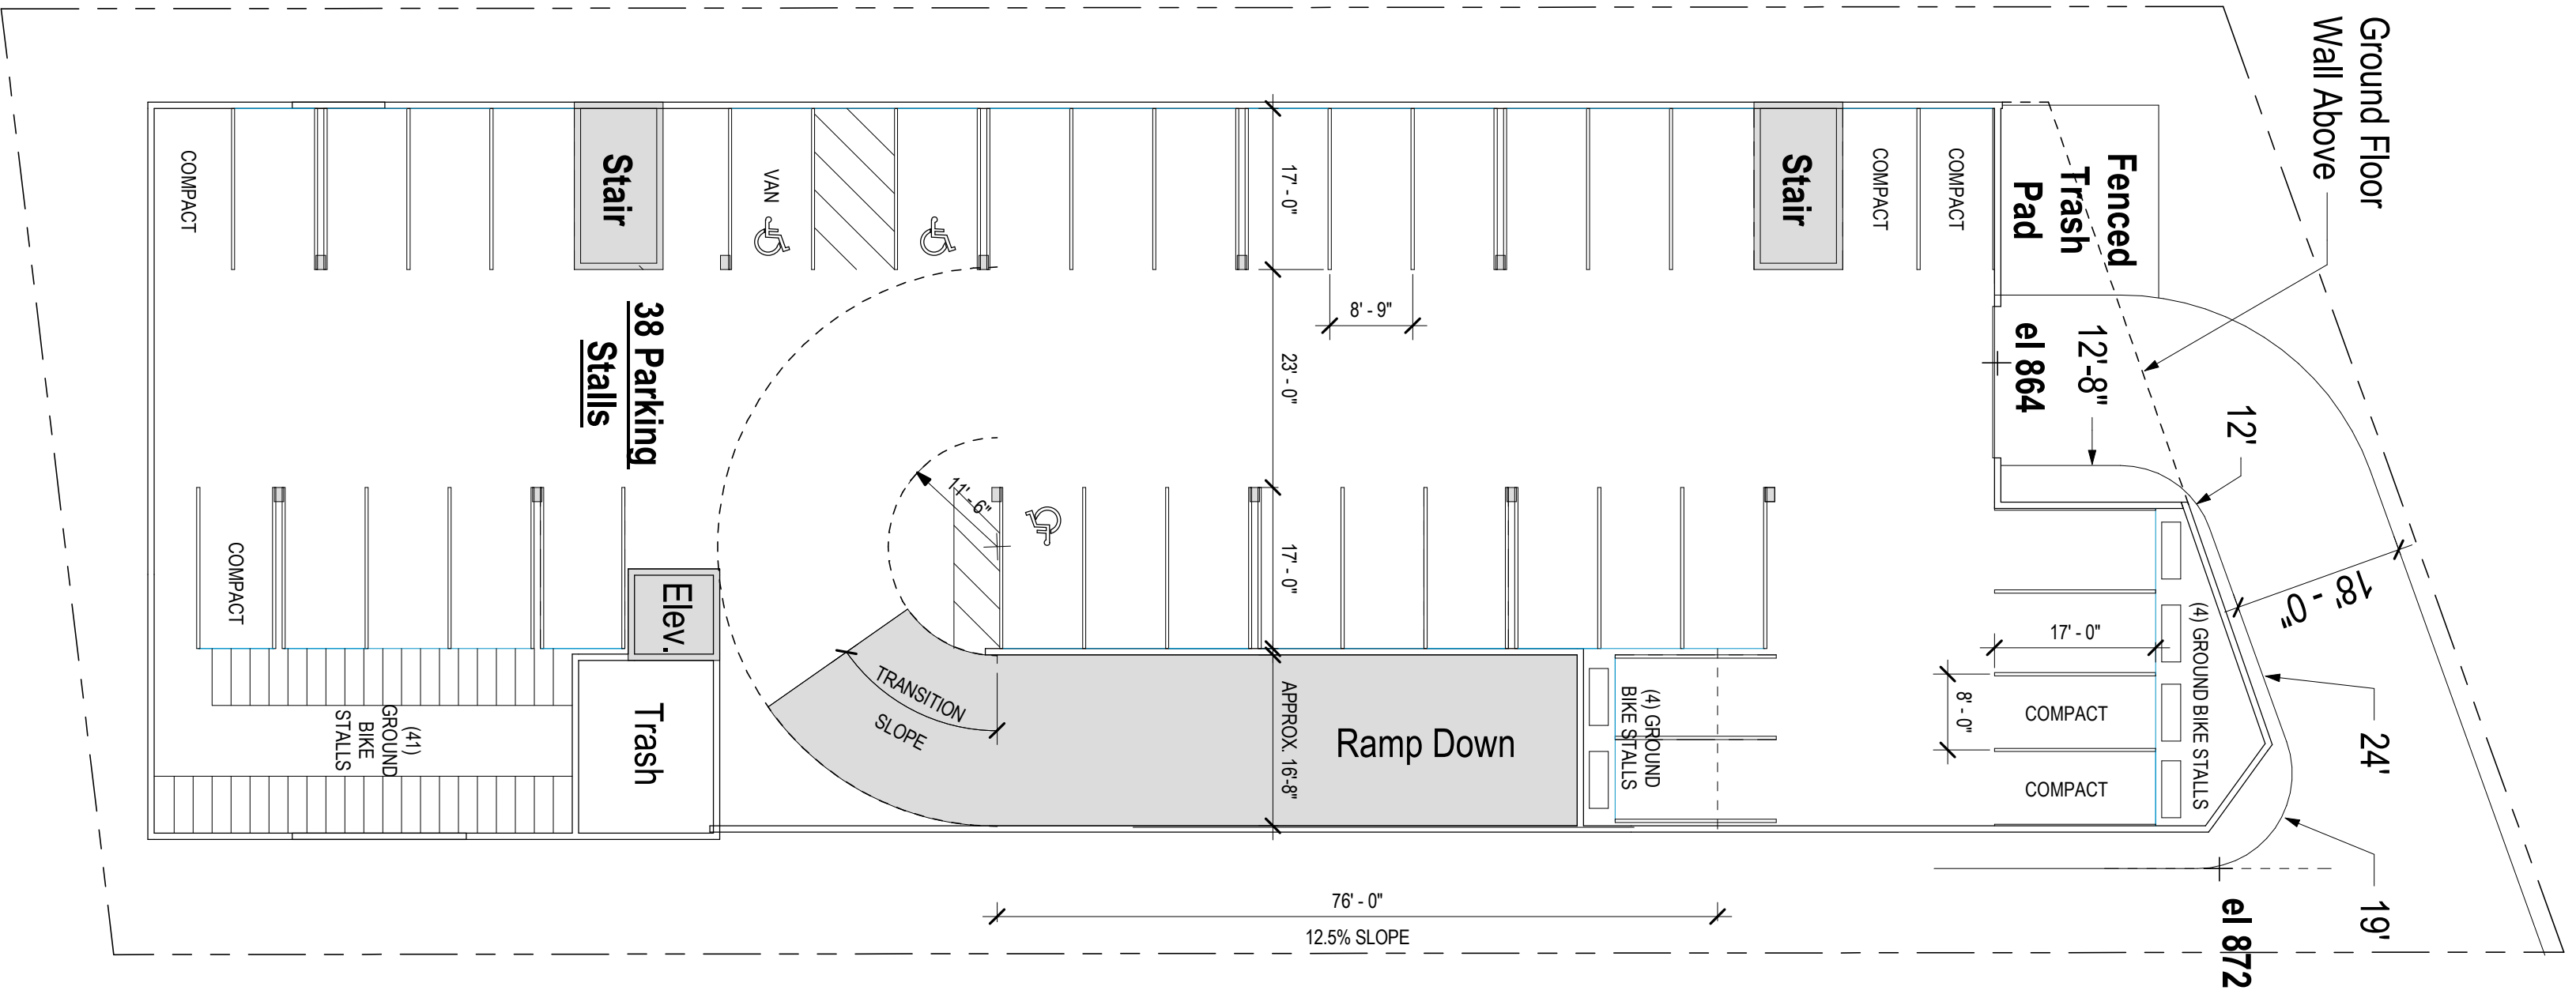 Ground Floor
Wall Above
Fenced
Trash
Pad
COMPACT
Stair
VAN
17' - 0"
Stair
COMPACT
COMPACT
8' - 9"
38 Parking
Stalls
23' - 0"
el 864
12'-8"
12'
11' - 6"
18' - 0"
COMPACT
Elev.
17' - 0"
17' - 0"
(4) GROUND BIKE STALLS
TRANSITION
SLOPE
APPROX. 16'-8"
Ramp Down
(4) GROUND
BIKE STALLS
8' - 0"
COMPACT
COMPACT
24'
(41)
GROUND
BIKE
STALLS
Trash
76' - 0"
12.5% SLOPE
19'
el 872